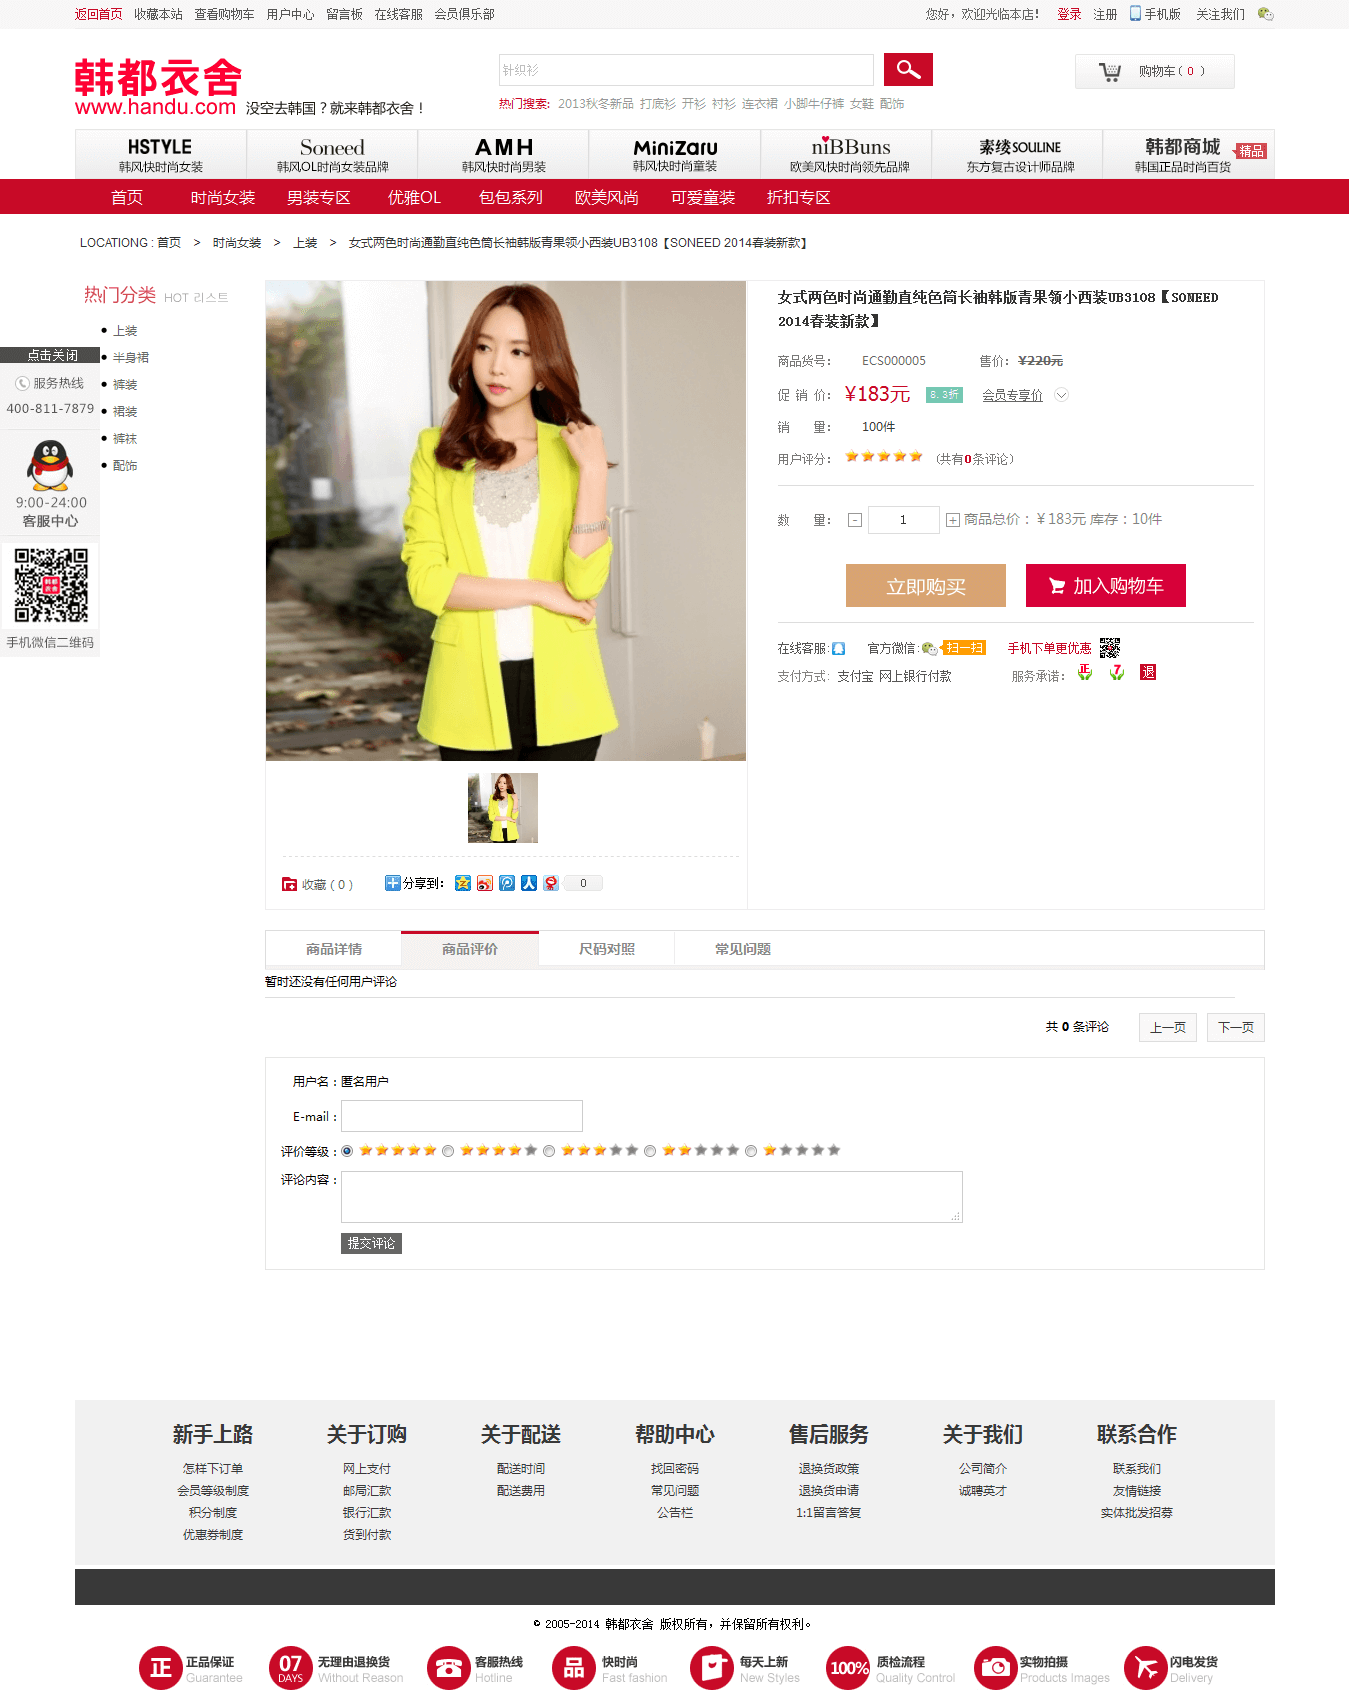 返回首页 收藏本站 查看购物车 用户中心 留言板 在线客服 会员俱乐部
您好，欢迎光临本店！ 登录 注册 手机版 关注我们
韩都衣舍
www.handu.com 没空去韩国？就来韩都衣舍！
针织衫
购物车( 0 )
热门搜索: 2013秋冬新品 打底衫 开衫 衬衫 连衣裙 小脚牛仔裤 女鞋 配饰
HSTYLE Soneed AMH MiniZaru niBBuns 素缕SOULINE 韩都商城 精品
韩风快时尚女装 韩风OL时尚女装品牌 韩风快时尚男装 韩风快时尚童装 欧美风快时尚领先品牌 东方复古设计师品牌 韩国正品时尚百货
首页 时尚女装 男装专区 优雅OL 包包系列 欧美风尚 可爱童装 折扣专区
LOCATIONG : 首页 > 时尚女装 > 上装 > 女式两色时尚通勤直纯色筒长袖韩版青果领小西装UB3108【SONEED 2014春装新款】
热门分类 HOT 리스트
上装
半身裙
裤装
裙装
裤袜
配饰
点击关闭
服务热线
400-811-7879
9:00-24:00
客服中心
韩都
衣舍
手机微信二维码
女式两色时尚通勤直纯色筒长袖韩版青果领小西装UB3108【SONEED
2014春装新款】
商品货号： ECS000005 售价： ¥220元
促 销 价： ¥183元 8.3折 会员专享价
销 量： 100件
用户评分： (共有0条评论)
数 量： - 1 + 商品总价：￥183元 库存：10件
立即购买 加入购物车
在线客服: 官方微信: 扫一扫 手机下单更优惠
支付方式: 支付宝 网上银行付款 服务承诺： 正 7 退
收藏 ( 0 ) 分享到： 0
商品详情 商品评价 尺码对照 常见问题
暂时还没有任何用户评论
共 0 条评论 上一页 下一页
用户名：匿名用户
E-mail：
评价等级：
评论内容：
提交评论
新手上路 关于订购 关于配送 帮助中心 售后服务 关于我们 联系合作
怎样下订单 网上支付 配送时间 找回密码 退换货政策 公司简介 联系我们
会员等级制度 邮局汇款 配送费用 常见问题 退换货申请 诚聘英才 友情链接
积分制度 银行汇款 公告栏 1:1留言答复 实体批发招募
优惠券制度 货到付款
© 2005-2014 韩都衣舍 版权所有，并保留所有权利。
正 正品保证 07 无理由退换货 客服热线 品 快时尚 每天上新 100% 质检流程 实物拍摄 闪电发货
Guarantee DAYS Without Reason Hotline Fast fashion New Styles Quality Control Products Images Delivery